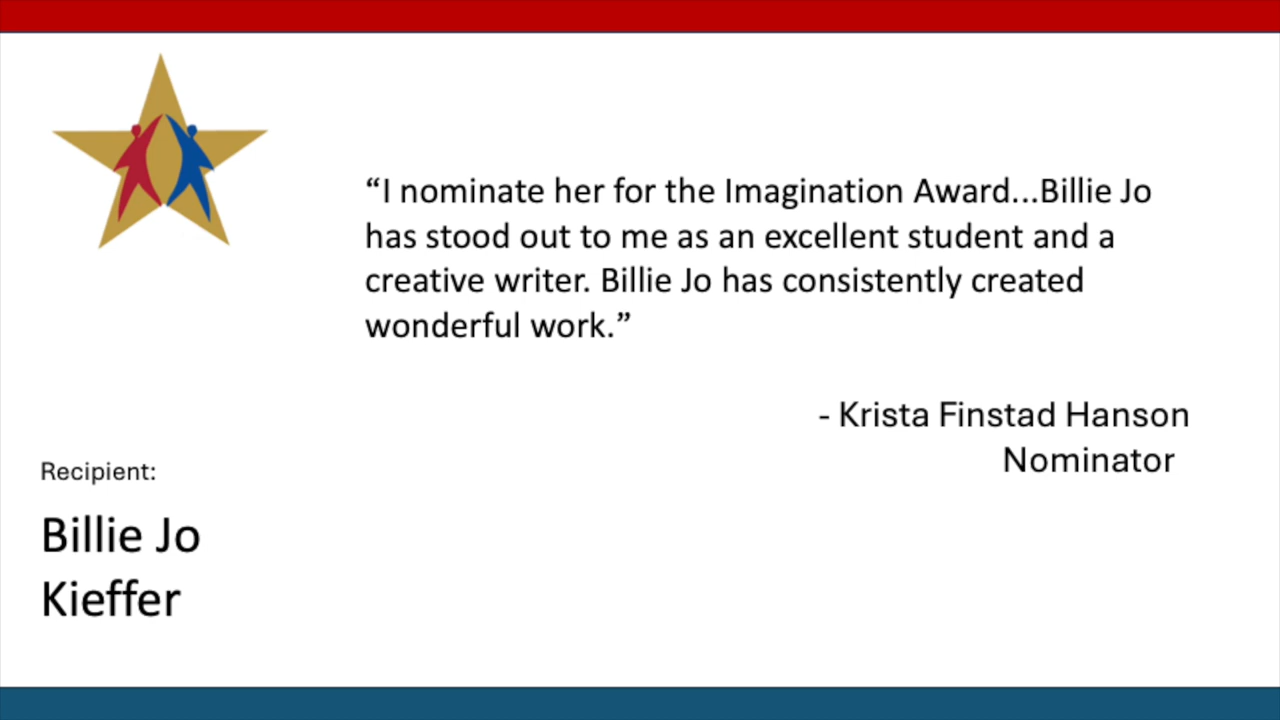 “I nominate her for the Imagination Award...Billie Jo
has stood out to me as an excellent student and a
creative writer. Billie Jo has consistently created
wonderful work.”
- Krista Finstad Hanson
Nominator
Recipient:
Billie Jo
Kieffer